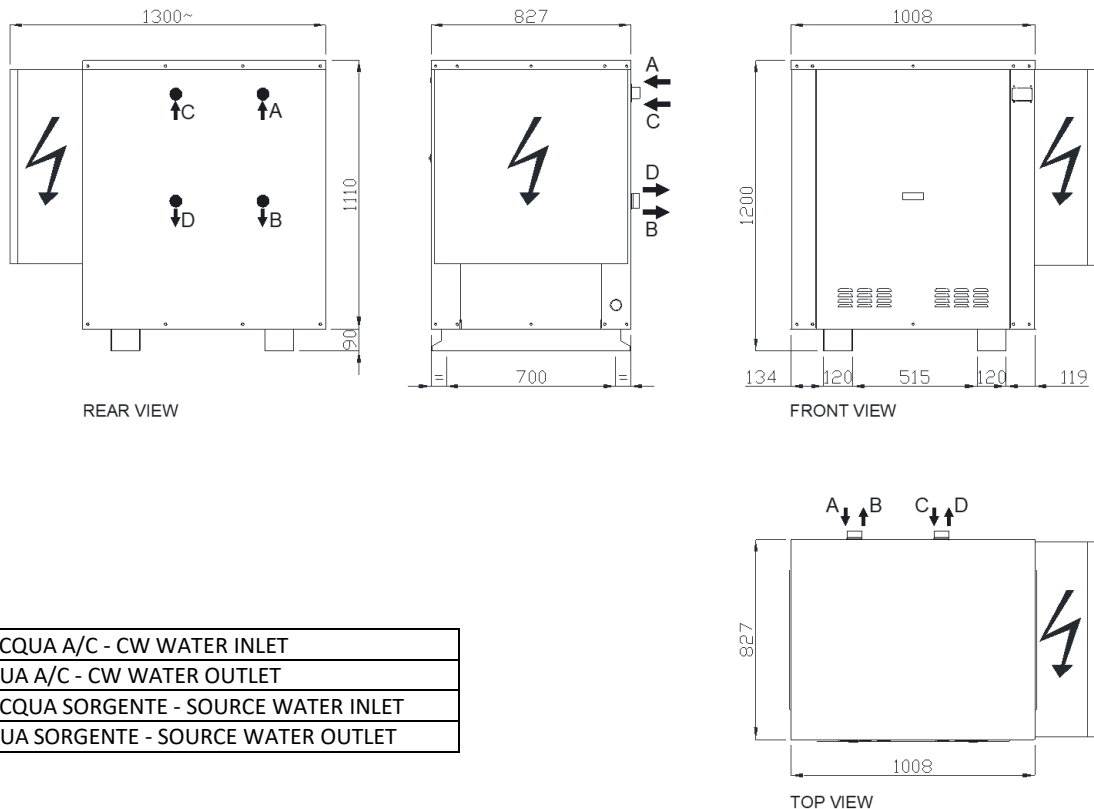 1300~
827
1008
A
C
C
A
D
B
D
B
1110
90
1200
=
700
=
134
120
515
120
119
REAR VIEW
FRONT VIEW
A
B
C
D
827
1008
TOP VIEW
CQUA A/C - CW WATER INLET
UA A/C - CW WATER OUTLET
CQUA SORGENTE - SOURCE WATER INLET
UA SORGENTE - SOURCE WATER OUTLET